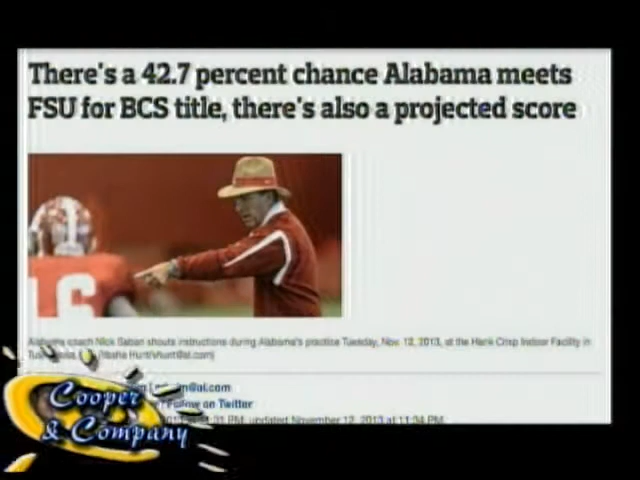 There's a 42.7 percent chance Alabama meets
FSU for BCS title, there's also a projected score
16
Alabama coach Nick Saban shouts instructions during Alabama's practice Tuesday, Nov. 12, 2013, at the Hank Crisp Indoor Facility in
@al.com
Follow on Twitter
PM, updated November 12, 2013 at 11:34 PM
Cooper
& Company